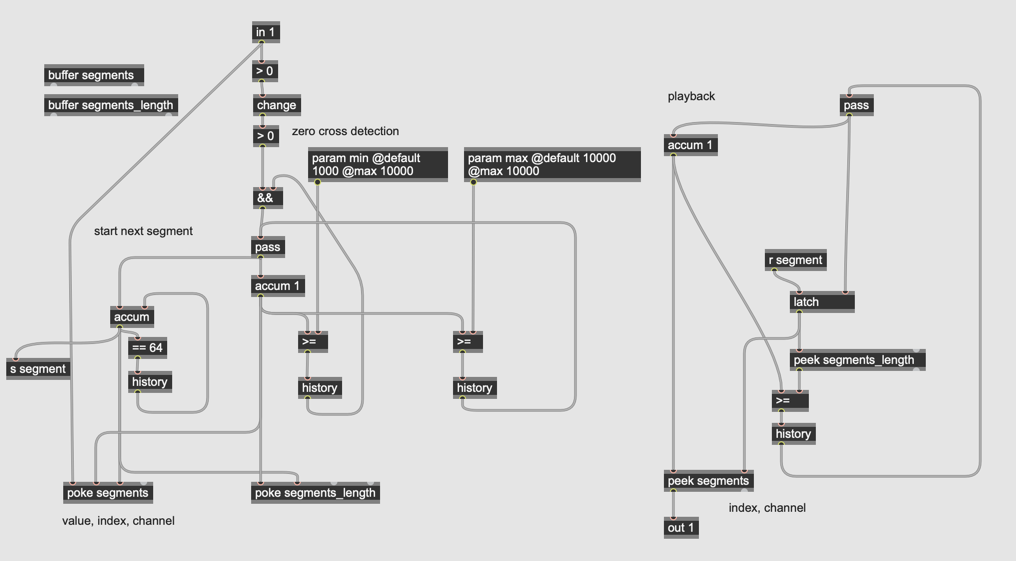 in 1
buffer segments
> 0
buffer segments_length
change
> 0
zero cross detection
param min @default
1000 @max 10000
param max @default 10000
@max 10000
&&
start next segment
pass
accum 1
accum
== 64
>=
>=
s segment
history
history
history
poke segments
poke segments_length
value, index, channel
playback
pass
accum 1
r segment
latch
peek segments_length
>=
history
peek segments
index, channel
out 1